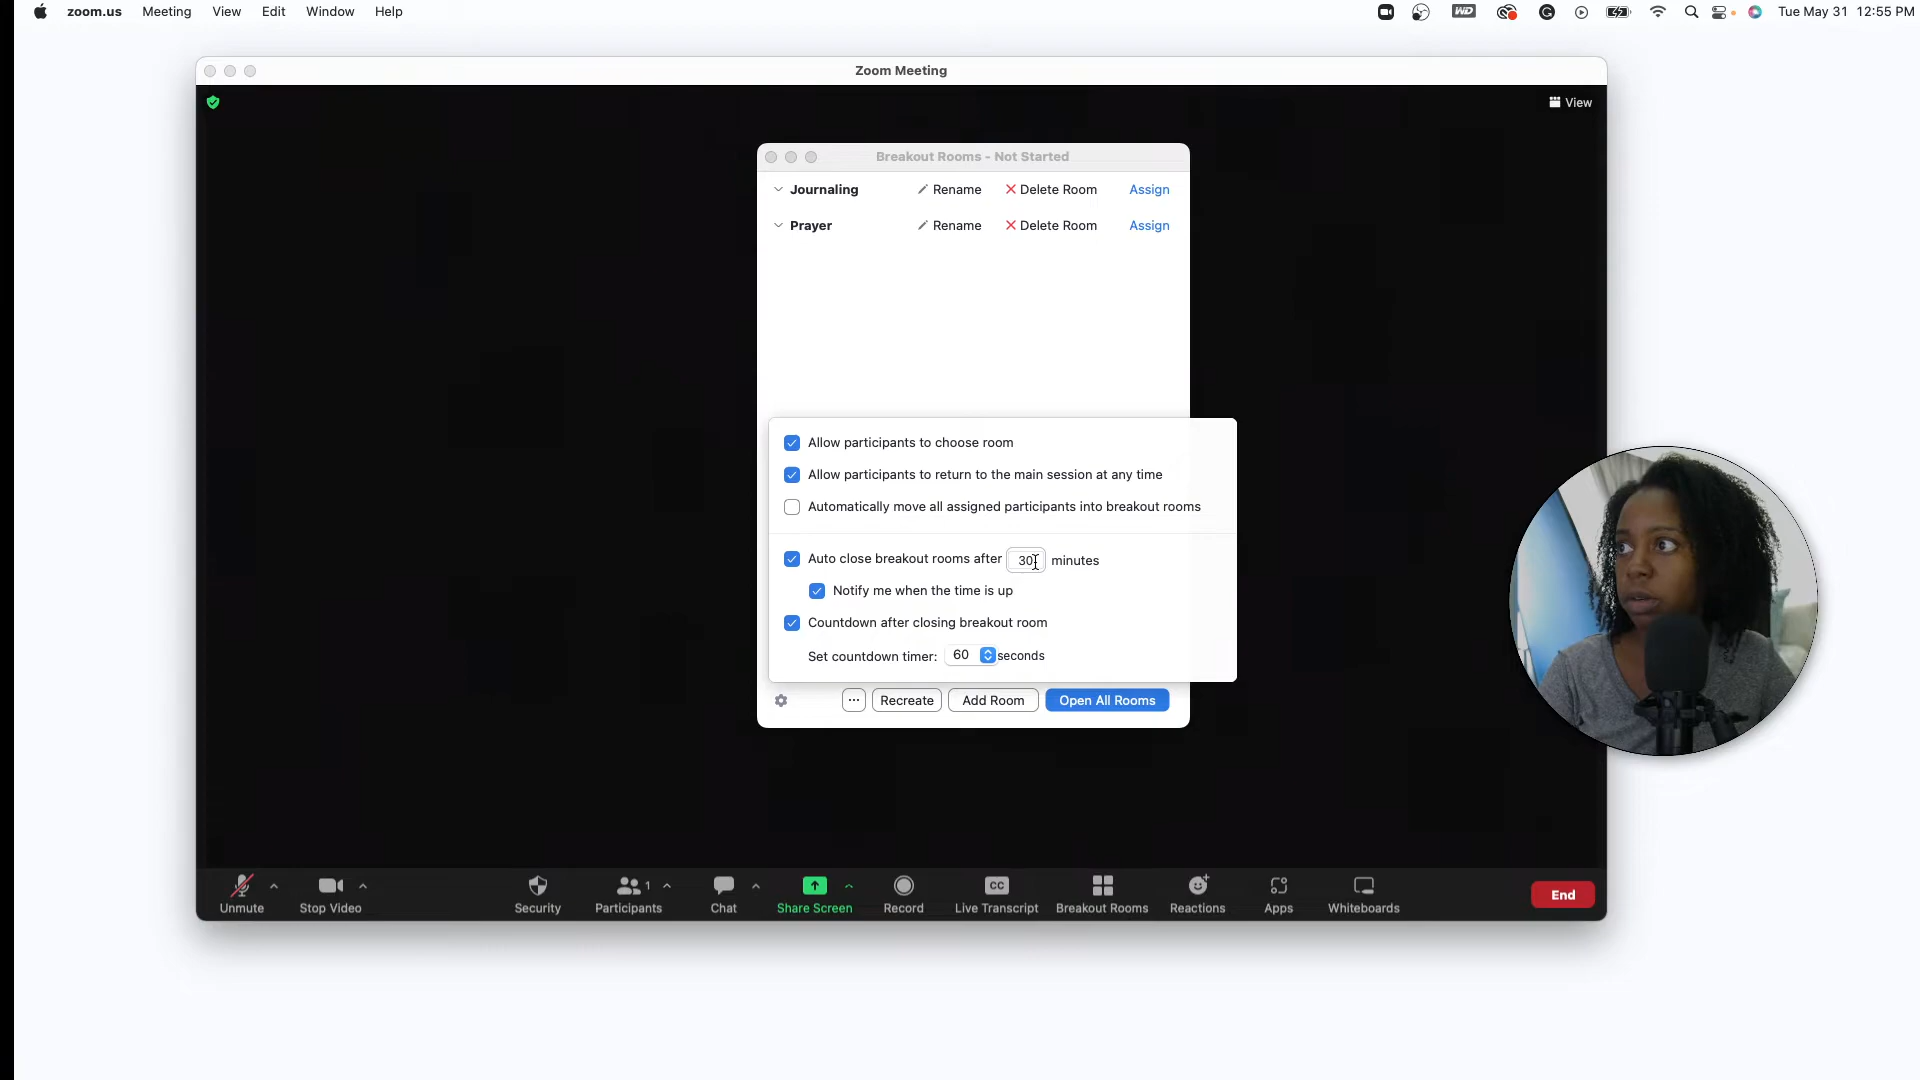 zoom.us Meeting View Edit Window Help WD Tue May 31 12:55 PM
Zoom Meeting
View
Breakout Rooms - Not Started
Journaling Rename Delete Room Assign
Prayer Rename Delete Room Assign
Allow participants to choose room
Allow participants to return to the main session at any time
Automatically move all assigned participants into breakout rooms
Auto close breakout rooms after 30 minutes
Notify me when the time is up
Countdown after closing breakout room
Set countdown timer: 60 seconds
... Recreate Add Room Open All Rooms
1 CC
Unmute Stop Video Security Participants Chat Share Screen Record Live Transcript Breakout Rooms Reactions Apps Whiteboards End